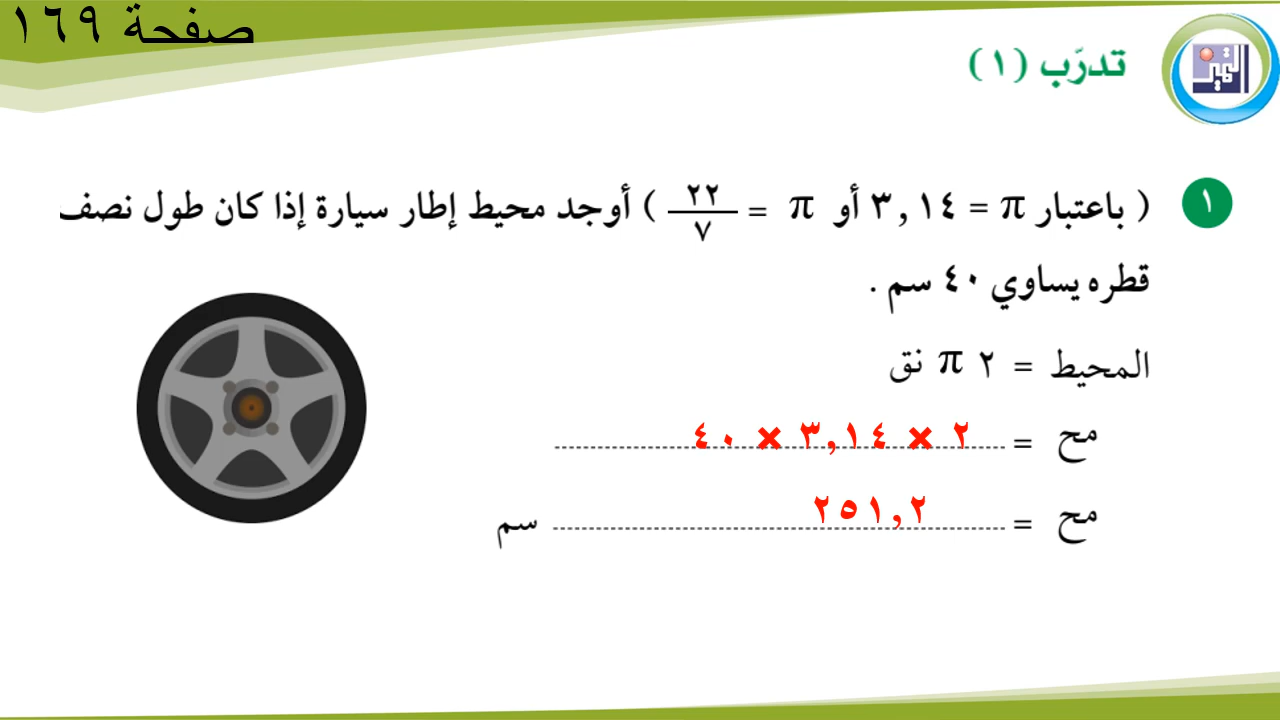 صفحة ١٦٩
تدرّب (١)
١ ( باعتبار π = ٣,١٤ أو π = ٢٢/٧ ) أوجد محيط إطار سيارة إذا كان طول نصف
قطره يساوي ٤٠ سم .
المحيط = ٢ π نق
مح = ٢ × ٣,١٤ × ٤٠
مح = ٢٥١,٢ سم